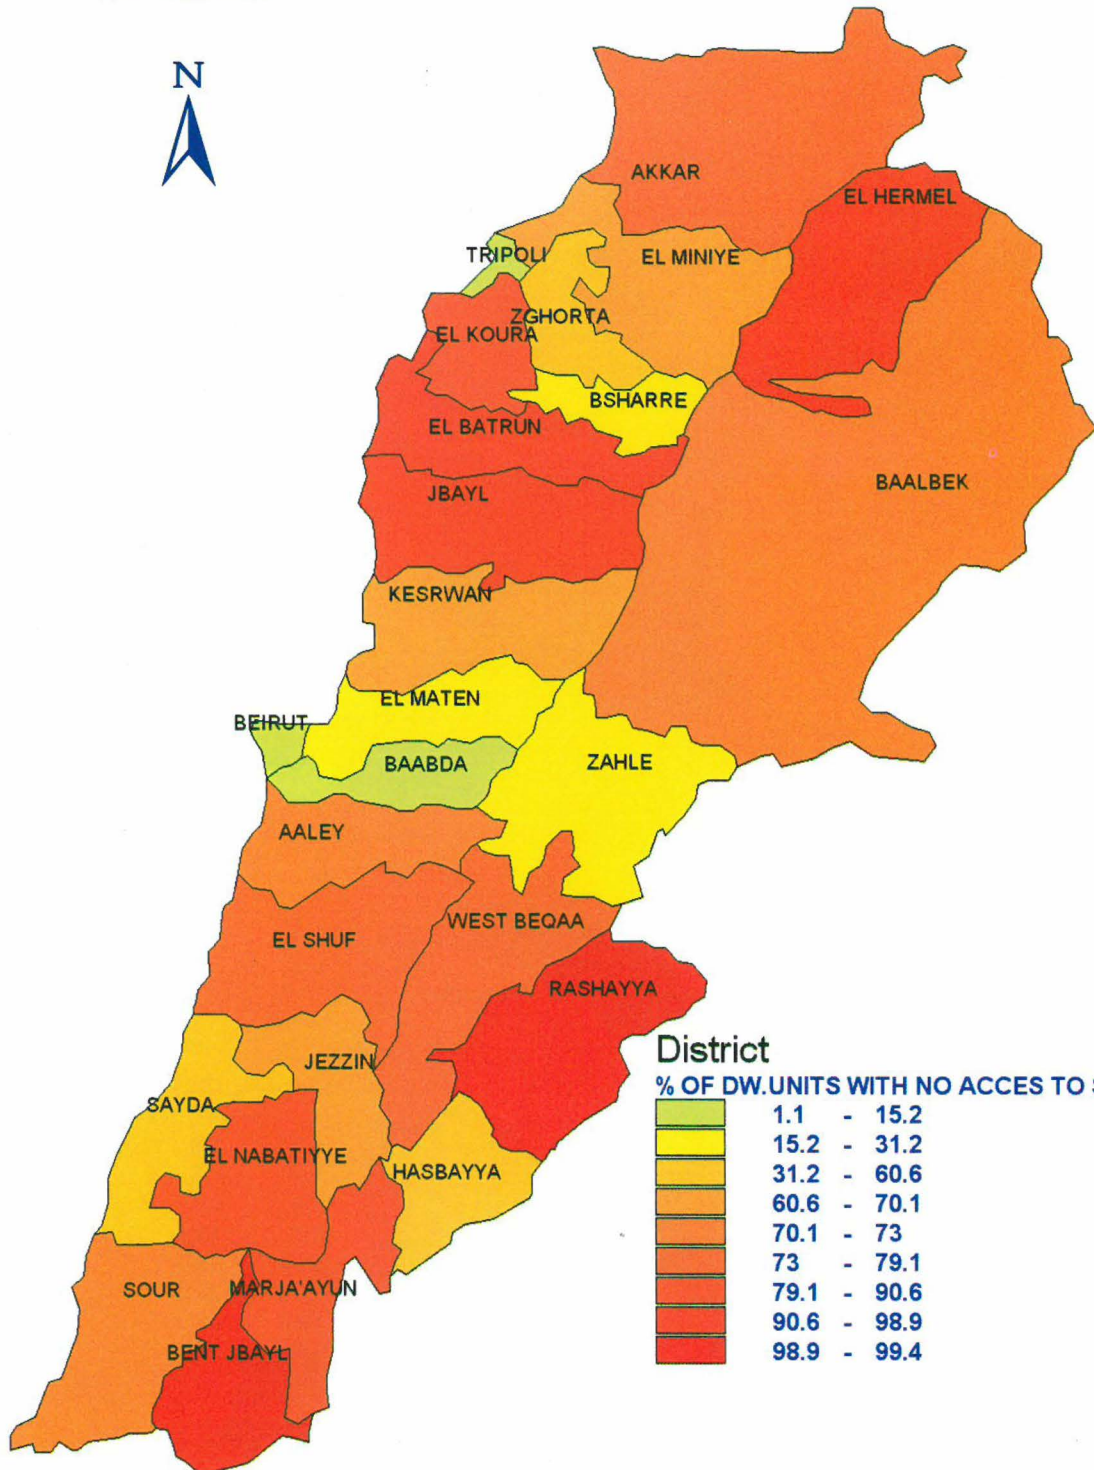 N
AKKAR
EL HERMEL
TRIPOLI
EL MINIYE
ZGHORTA
EL KOURA
BSHARRE
EL BATRUN
BAALBEK
JBAYL
KESRWAN
EL MATEN
BEIRUT
BAABDA
ZAHLE
AALEY
WEST BEQAA
EL SHUF
RASHAYYA
JEZZIN
SAYDA
EL NABATIYYE
HASBAYYA
SOUR
MARJA'AYUN
BENT JBAYL
District
% OF DW.UNITS WITH NO ACCES TO
1.1 - 15.2
15.2 - 31.2
31.2 - 60.6
60.6 - 70.1
70.1 - 73
73 - 79.1
79.1 - 90.6
90.6 - 98.9
98.9 - 99.4